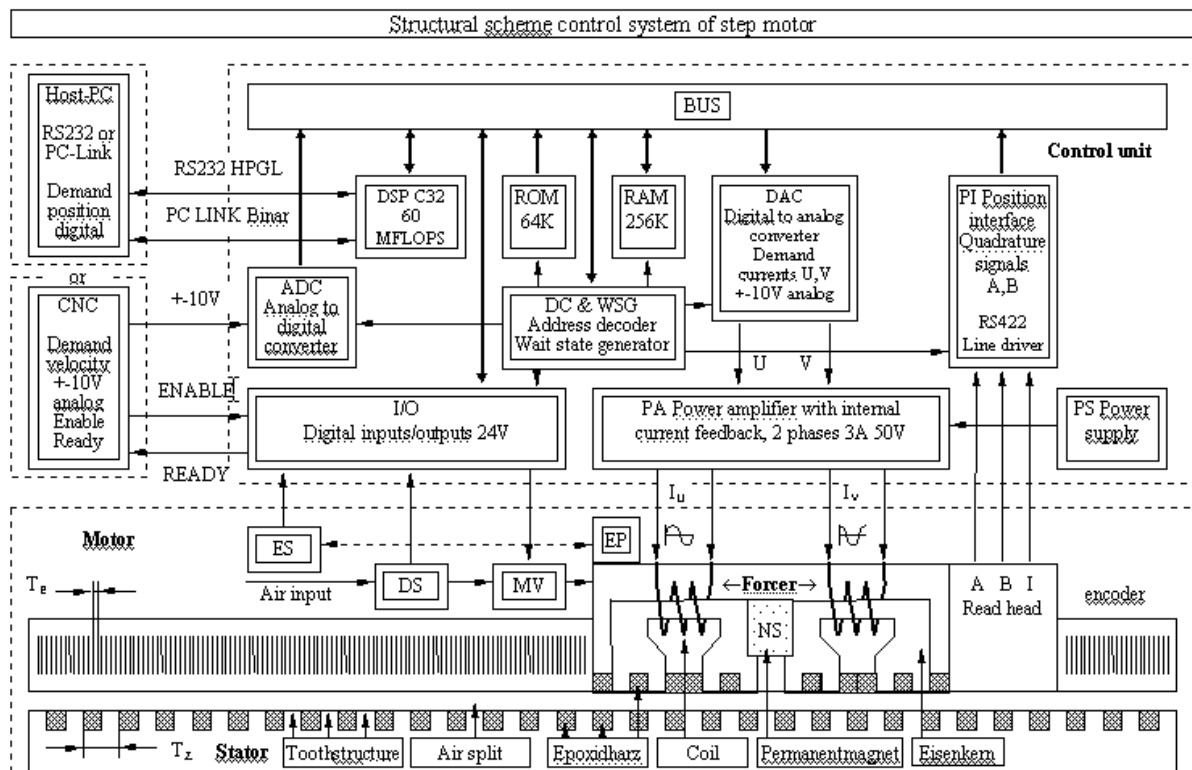 Structural scheme control system of step motor
Host-PC
RS232 or
PC-Link
Demand
position
digital
or
CNC
Demand
velocity
+-10V
analog
Enable
Ready
RS232 HPGL
PC LINK Binar
+-10V
ENABLE
READY
BUS
Control unit
DSP C32
60
MFLOPS
ROM
64K
RAM
256K
DAC
Digital to analog
converter
Demand
currents U,V
+-10V analog
PI Position
interface
Quadrature
signals
A,B
RS422
Line driver
ADC
Analog to
digital
converter
DC & WSG
Address decoder
Wait state generator
U V
I/O
Digital inputs/outputs 24V
PA Power amplifier with internal
current feedback, 2 phases 3A 50V
PS Power
supply
Iu
Iv
Motor
ES
EP
Air input
DS
MV
←Forcer→
A B I
Read head
encoder
Te
NS
Tz
Stator
Toothstructure
Air split
Epoxidharz
Coil
Permanentmagnet
Eisenkern